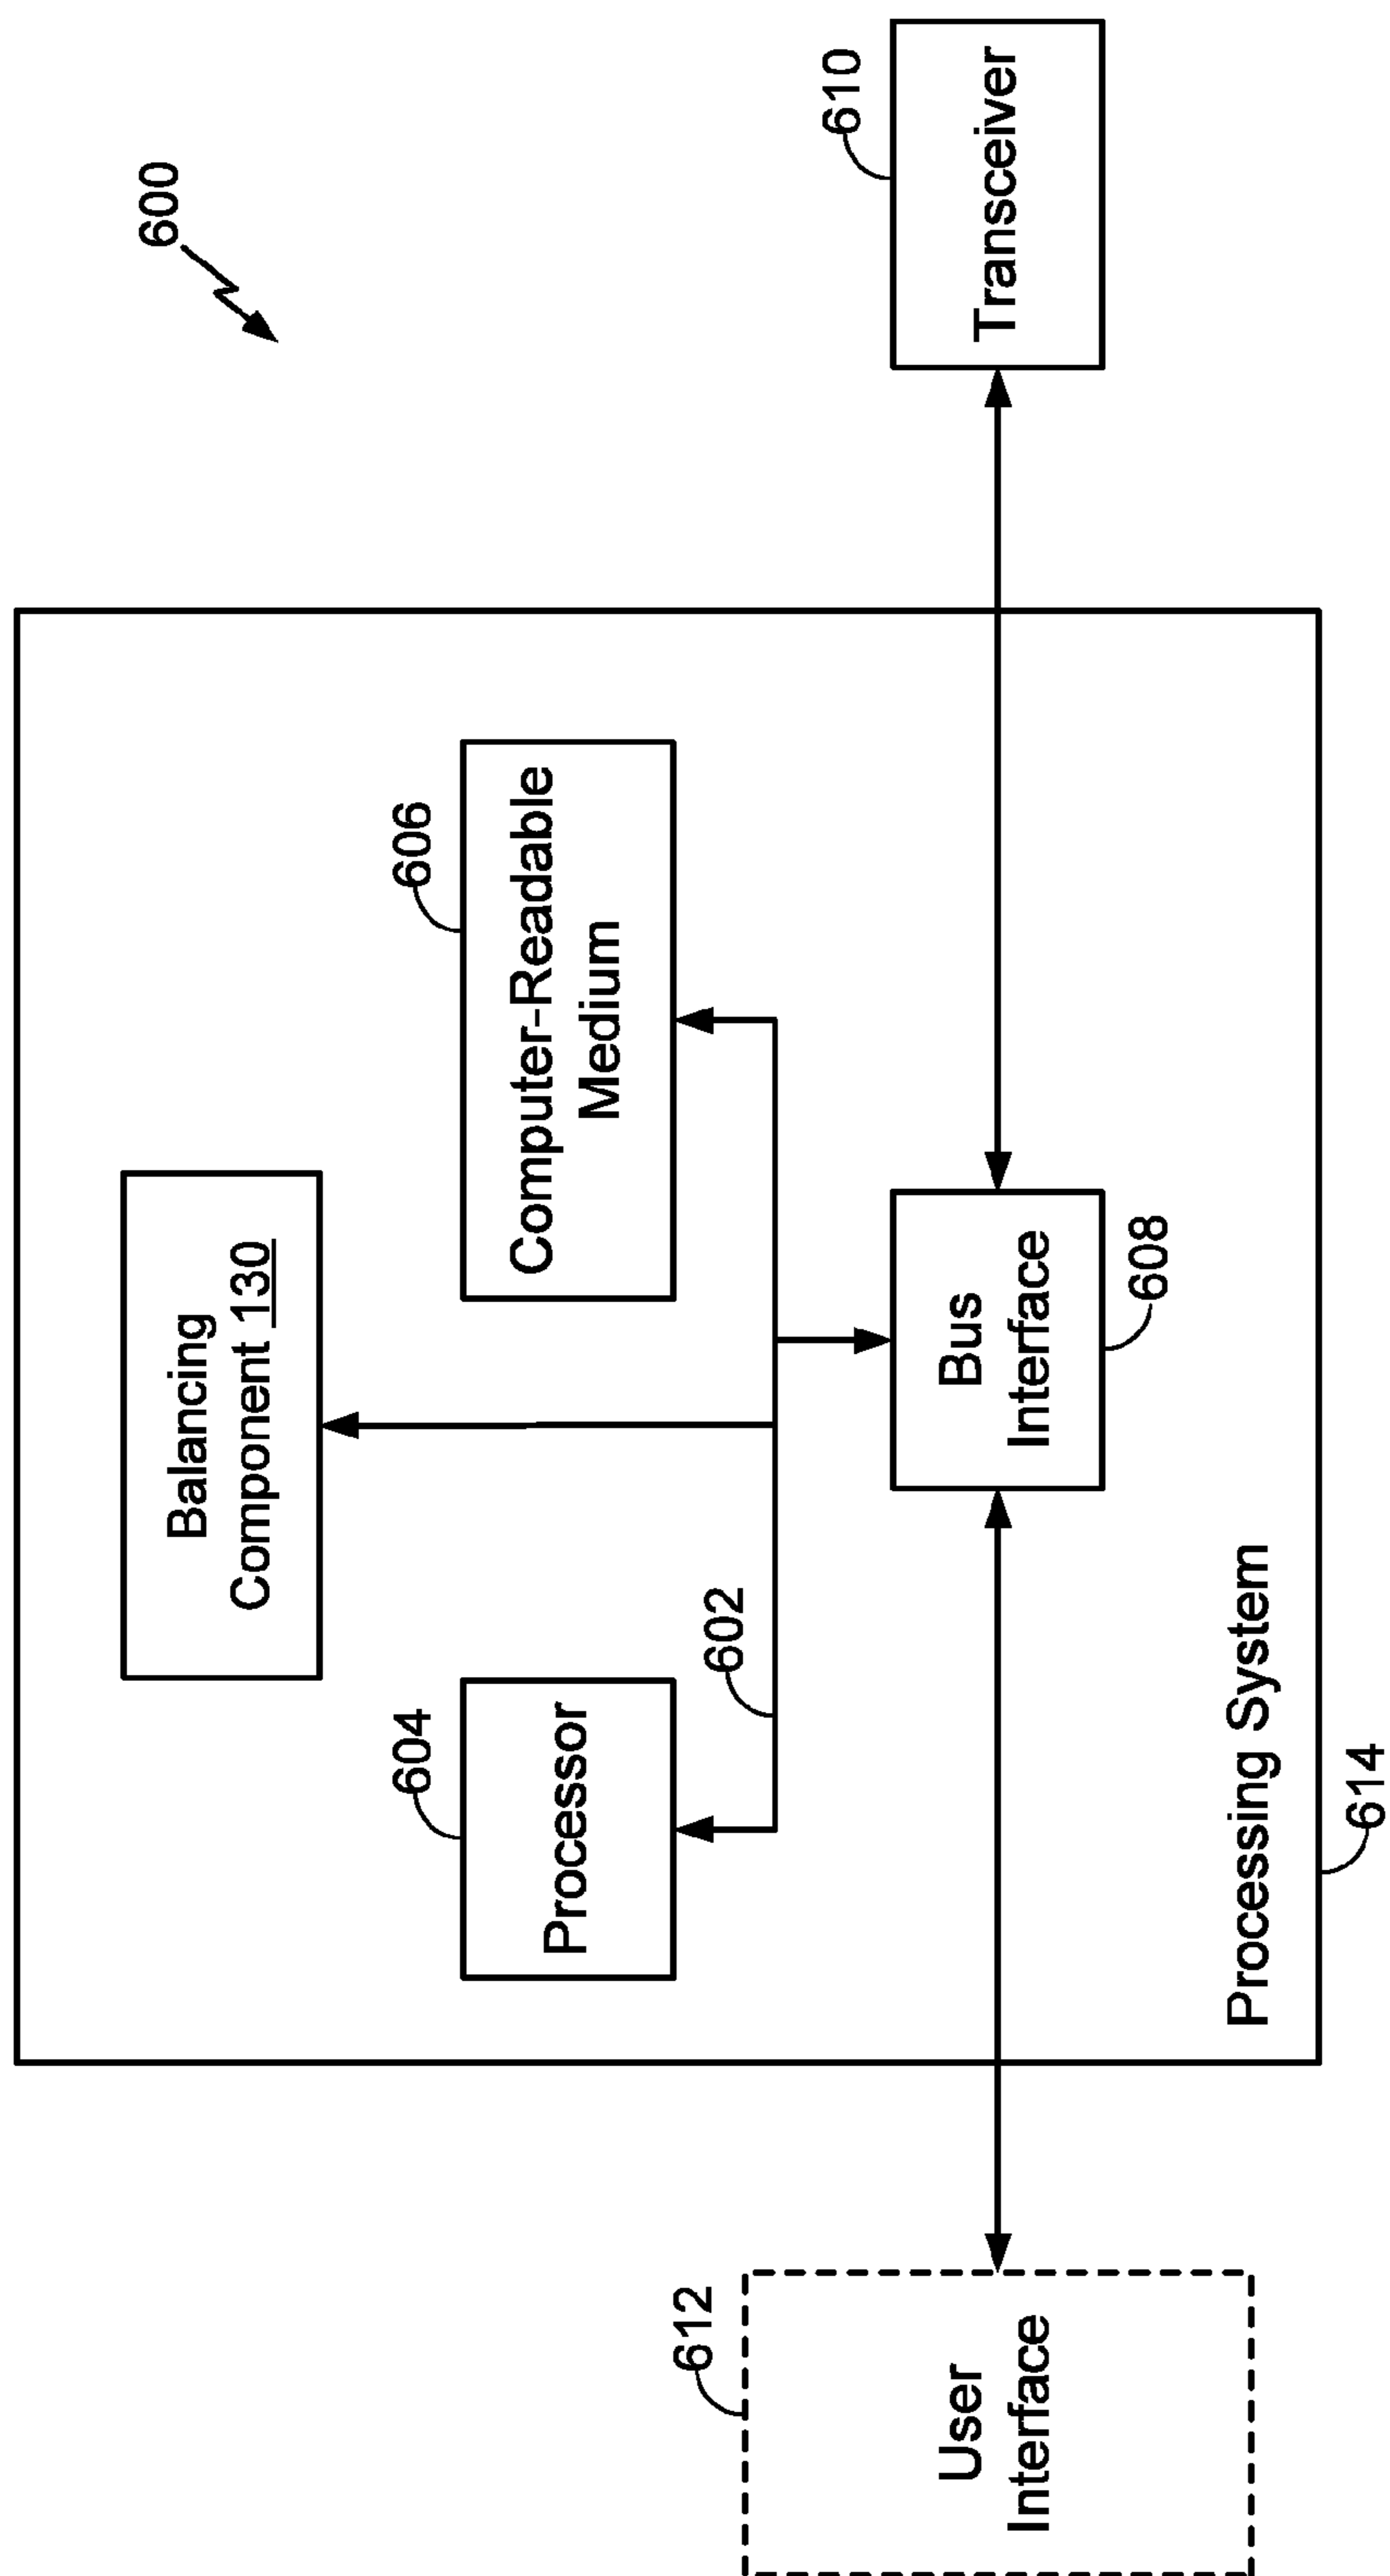 600
Balancing
Component 130
604
606
Processor
Computer-Readable
Medium
602
612
610
User
Interface
Bus
Interface
Transceiver
608
Processing System
614